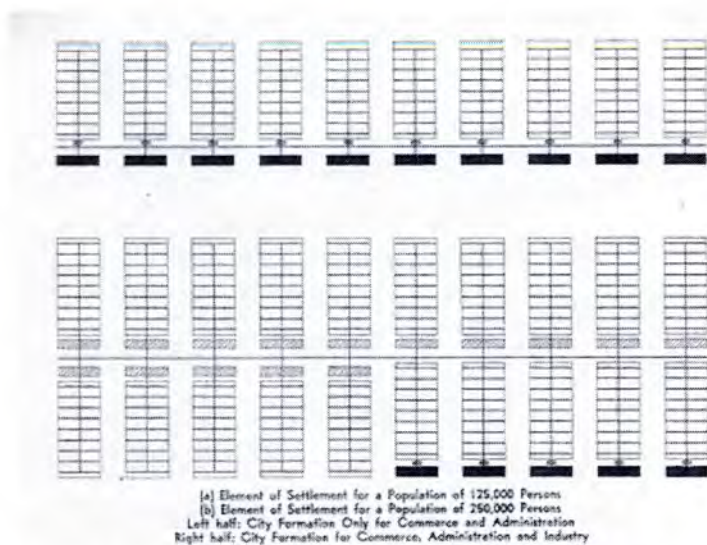 (a) Element of Settlement for a Population of 125,000 Persons
(b) Element of Settlement for a Population of 250,000 Persons
Left half: City Formation Only for Commerce and Administration
Right half: City Formation for Commerce, Administration and Industry